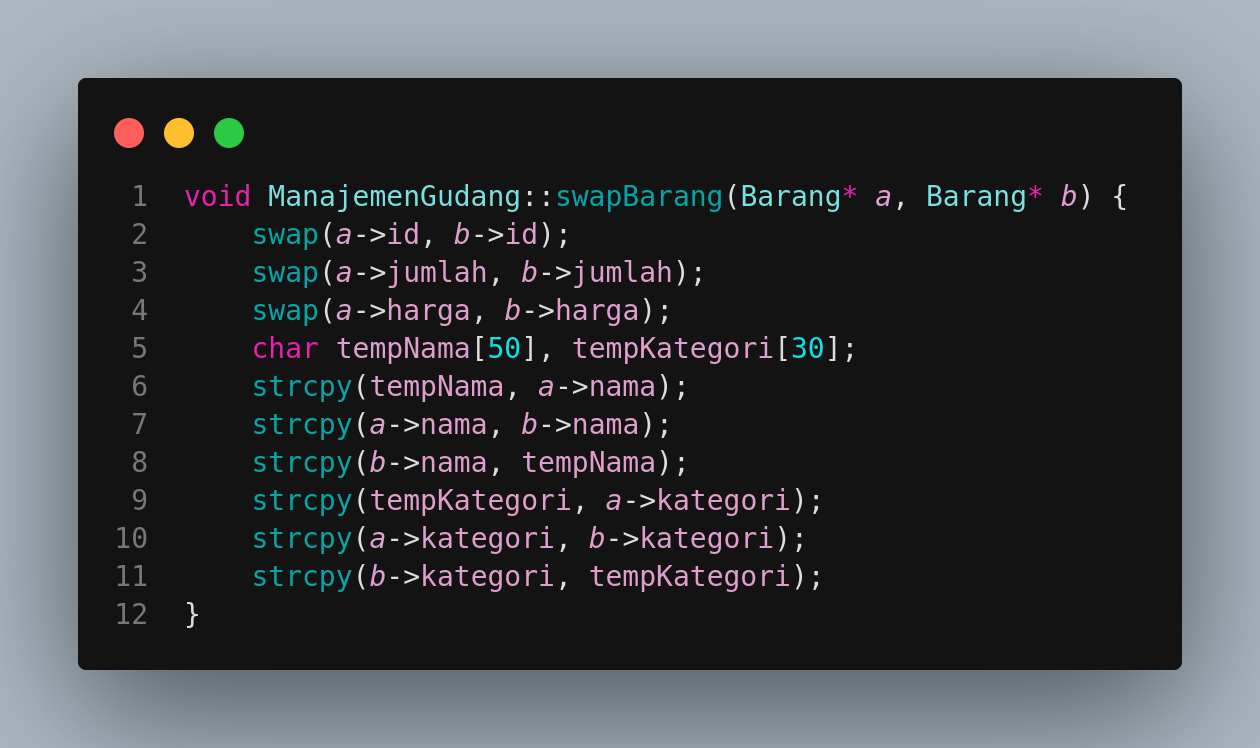 1 void ManajemenGudang::swapBarang(Barang* a, Barang* b) {
2     swap(a->id, b->id);
3     swap(a->jumlah, b->jumlah);
4     swap(a->harga, b->harga);
5     char tempNama[50], tempKategori[30];
6     strcpy(tempNama, a->nama);
7     strcpy(a->nama, b->nama);
8     strcpy(b->nama, tempNama);
9     strcpy(tempKategori, a->kategori);
10     strcpy(a->kategori, b->kategori);
11     strcpy(b->kategori, tempKategori);
12 }